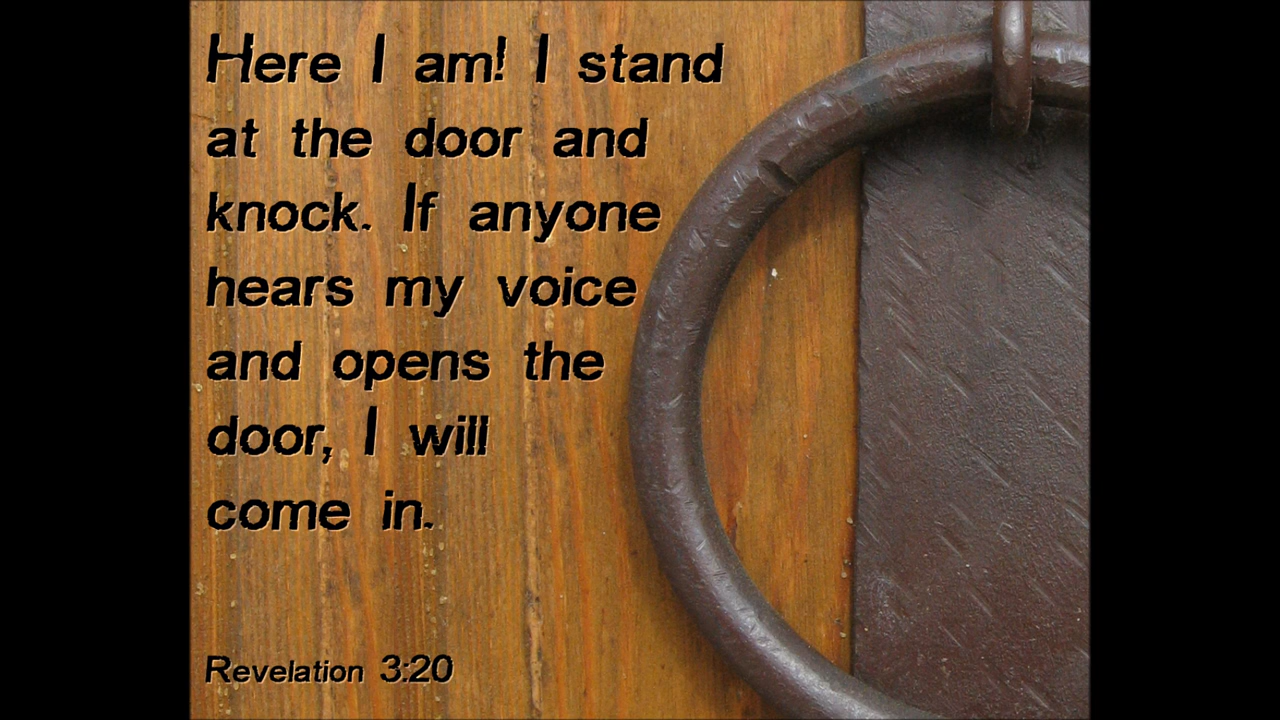 Here I am! I stand
at the door and
knock. If anyone
hears my voice
and opens the
door, I will
come in.
Revelation 3:20